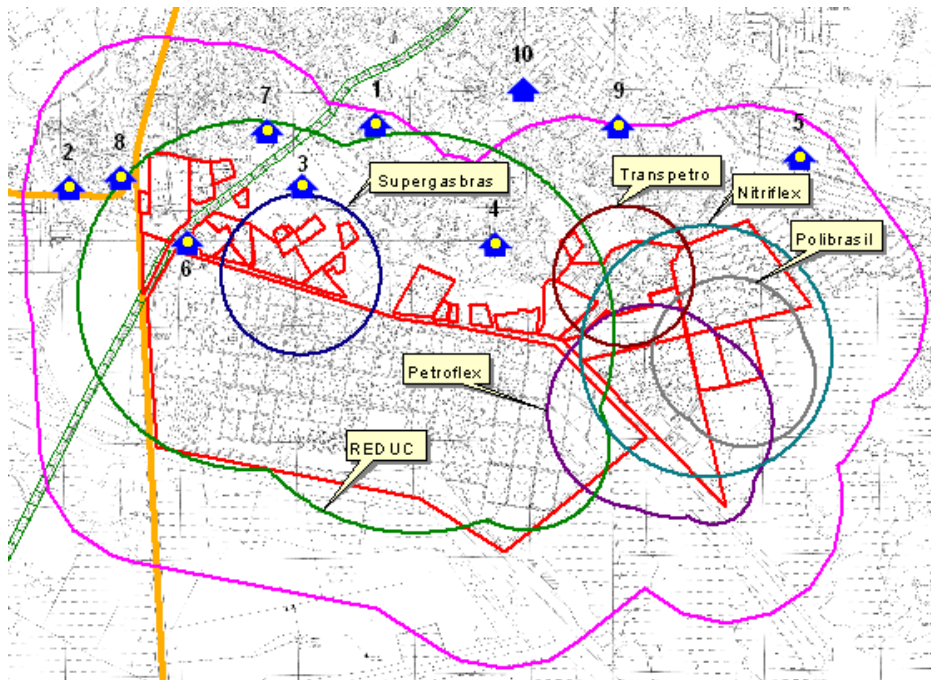 10
7
1
9
8
2
5
3
Supergasbras
Transpetro
Nitriflex
4
Polibrasil
6
Petroflex
REDUC